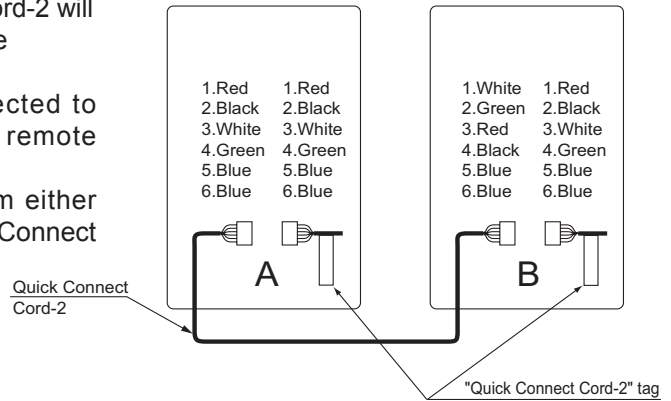 ord-2 will
e
ected to
remote
m either
Connect
1.Red 1.Red
2.Black 2.Black
3.White 3.White
4.Green 4.Green
5.Blue 5.Blue
6.Blue 6.Blue
A
1.White 1.Red
2.Green 2.Black
3.Red 3.White
4.Black 4.Green
5.Blue 5.Blue
6.Blue 6.Blue
B
Quick Connect
Cord-2
"Quick Connect Cord-2" tag